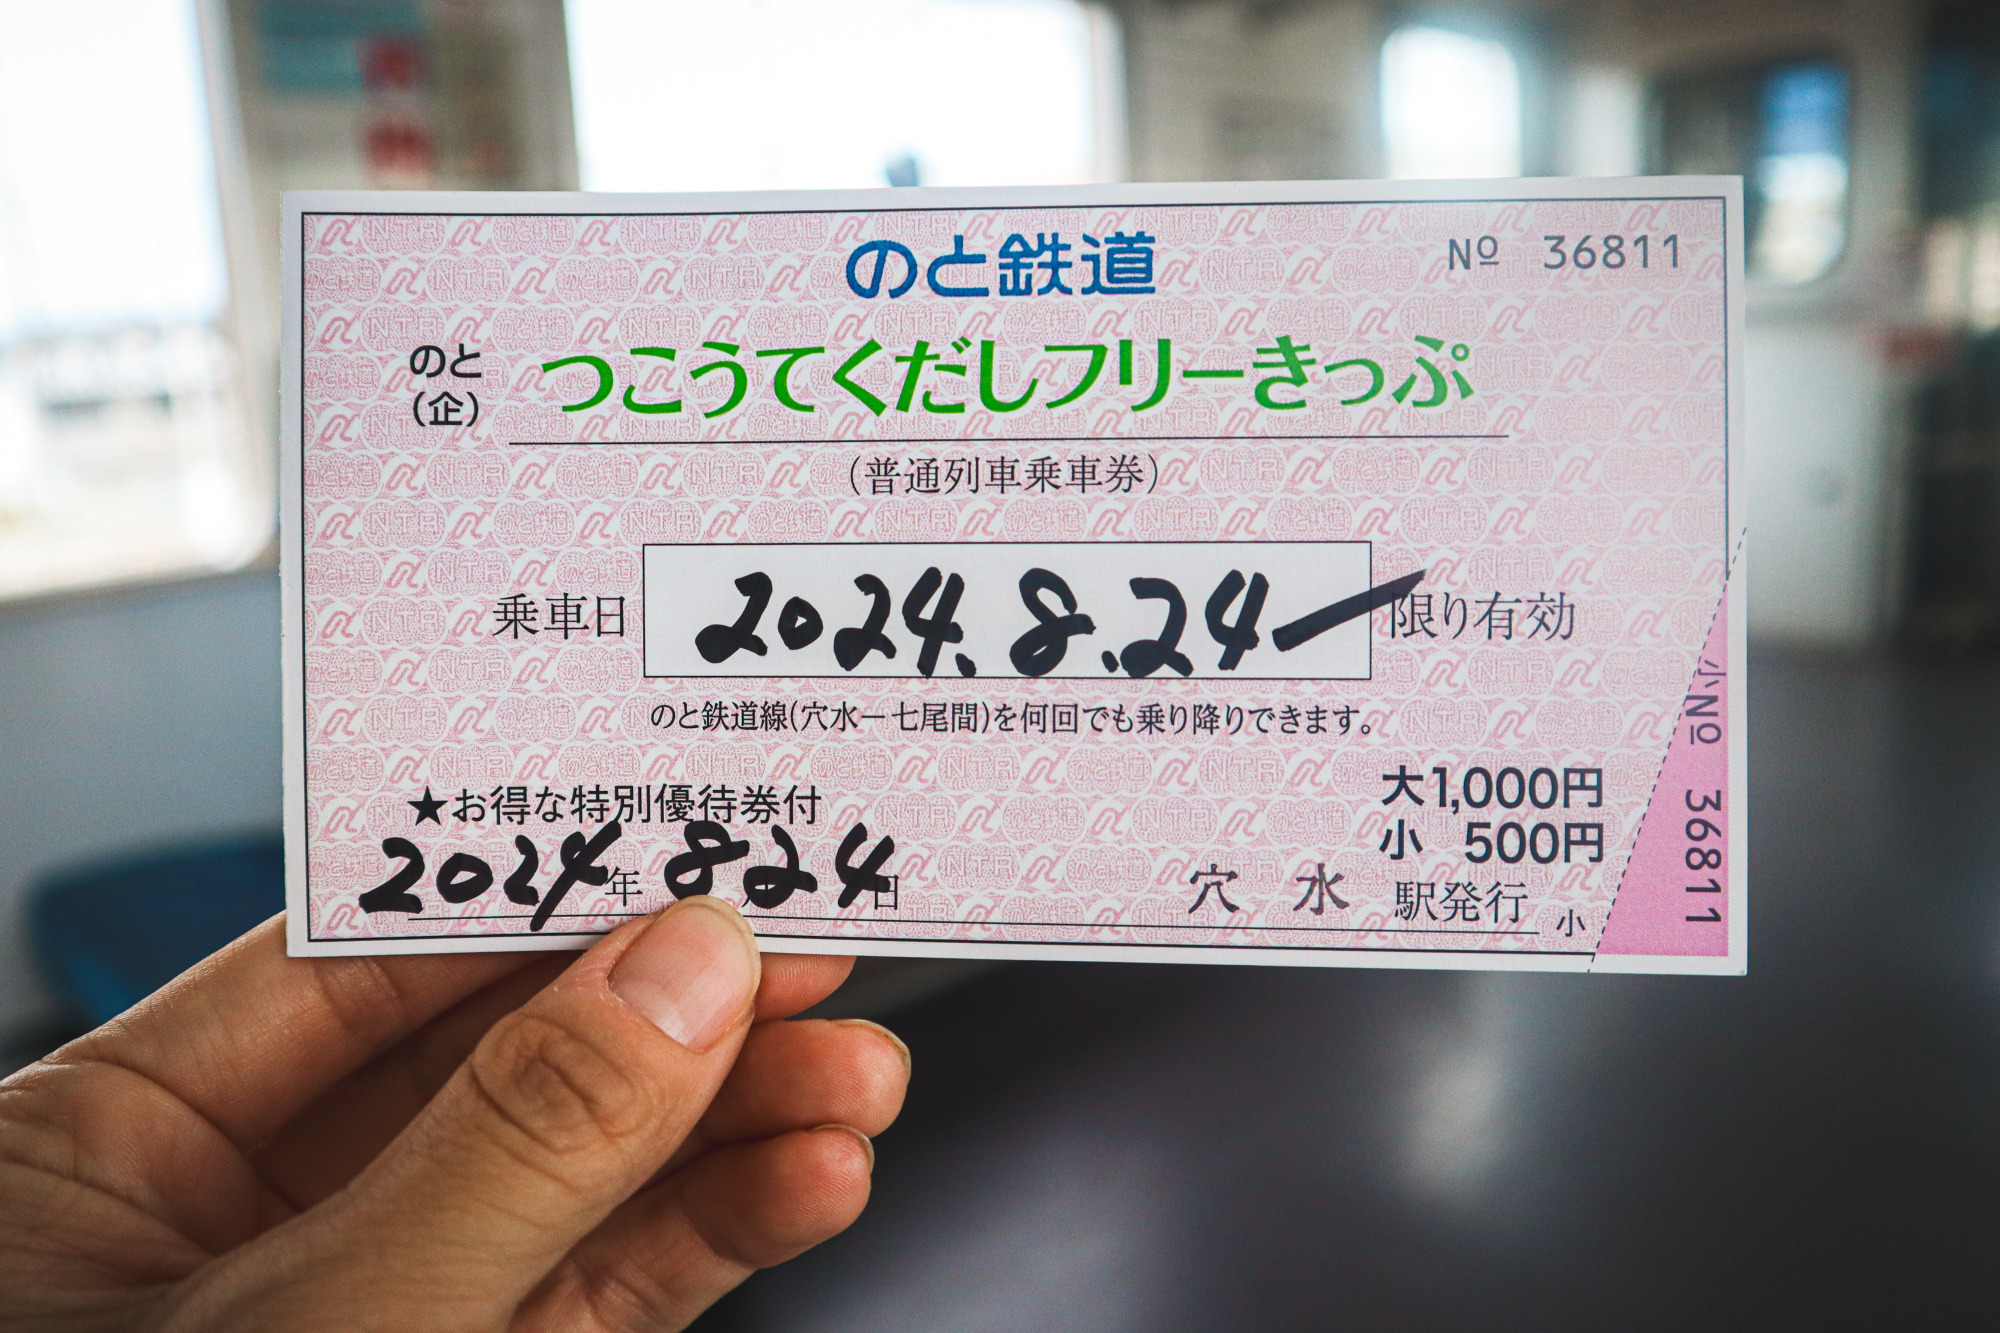 のと鉄道
Nº 36811
のと
(企)
つこうてくだしフリーきっぷ
(普通列車乗車券)
乗車日 2024.8.24 限り有効
のと鉄道線(穴水－七尾間)を何回でも乗り降りできます。
★お得な特別優待券付
大1,000円
小 500円
2024年 8 24日
穴水 駅発行 小
小Nº 36811